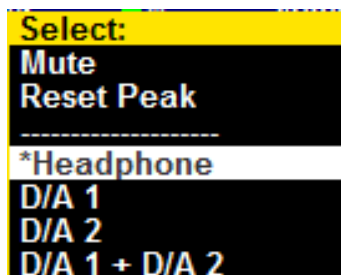 Select:
Mute
Reset Peak
--------------------
*Headphone
D/A 1
D/A 2
D/A 1 + D/A 2